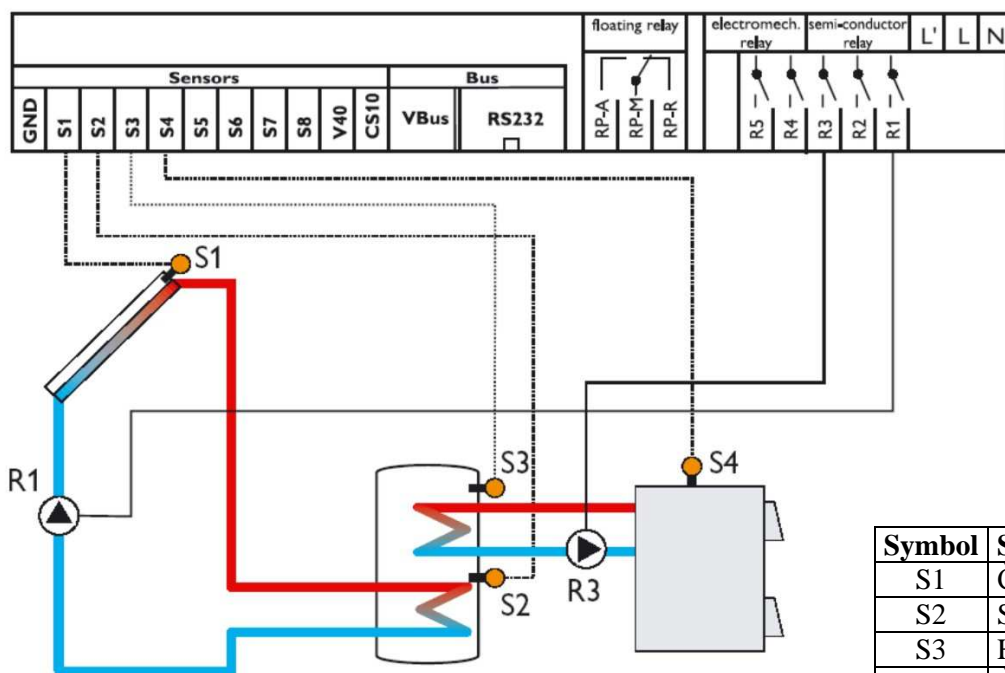 floating relay
electromech. relay
semi-conductor relay
L' L N
Sensors
Bus
GND S1 S2 S3 S4 S5 S6 S7 S8 V40 CS10
VBus RS232
RP-A RP-M RP-R
R5 R4 R3 R2 R1
S1
R1
S3
S4
S2
R3
Symbol
S1
S2
S3